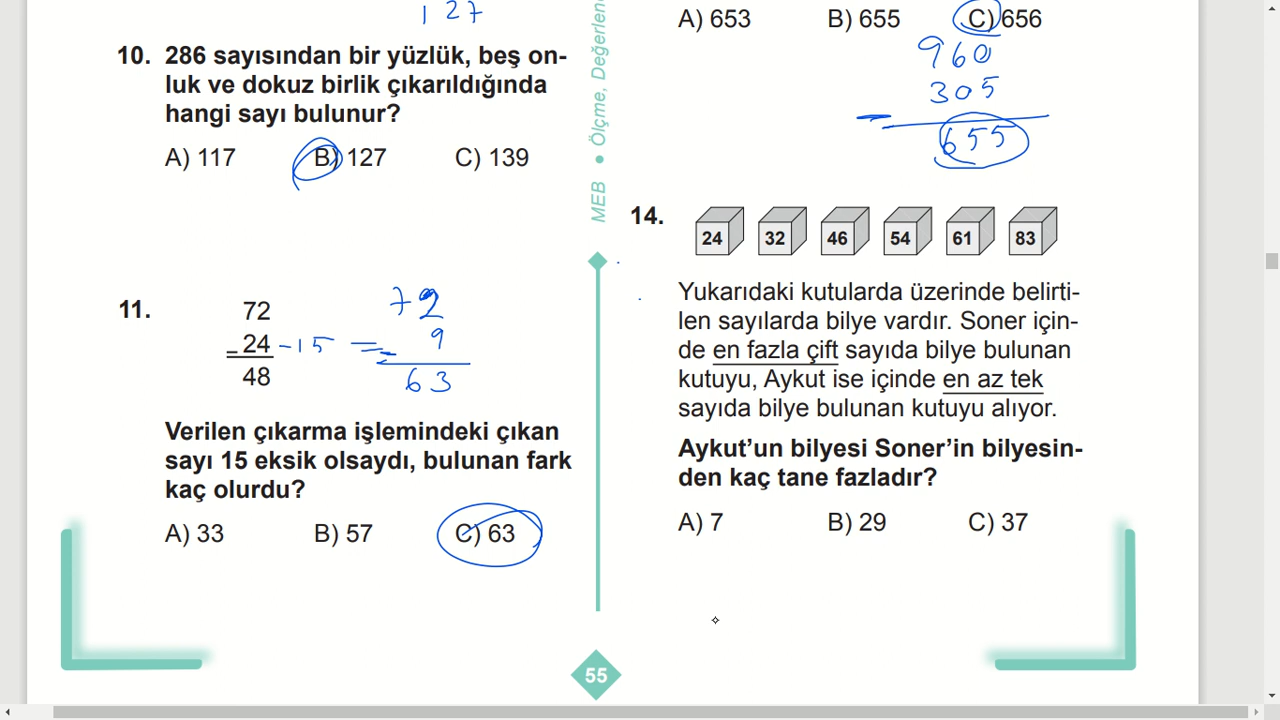 1 27
10. 286 sayısından bir yüzlük, beş on-
luk ve dokuz birlik çıkarıldığında
hangi sayı bulunur?
A) 117 B) 127 C) 139
11. 72
- 24 -15 =
48
72
- 9
63
Verilen çıkarma işlemindeki çıkan
sayı 15 eksik olsaydı, bulunan fark
kaç olurdu?
A) 33 B) 57 C) 63
MEB ● Ölçme, Değerlend
55
A) 653 B) 655 C) 656
960
305
-
655
14. 24 32 46 54 61 83
Yukarıdaki kutularda üzerinde belirti-
len sayılarda bilye vardır. Soner için-
de en fazla çift sayıda bilye bulunan
kutuyu, Aykut ise içinde en az tek
sayıda bilye bulunan kutuyu alıyor.
Aykut’un bilyesi Soner’in bilyesin-
den kaç tane fazladır?
A) 7 B) 29 C) 37